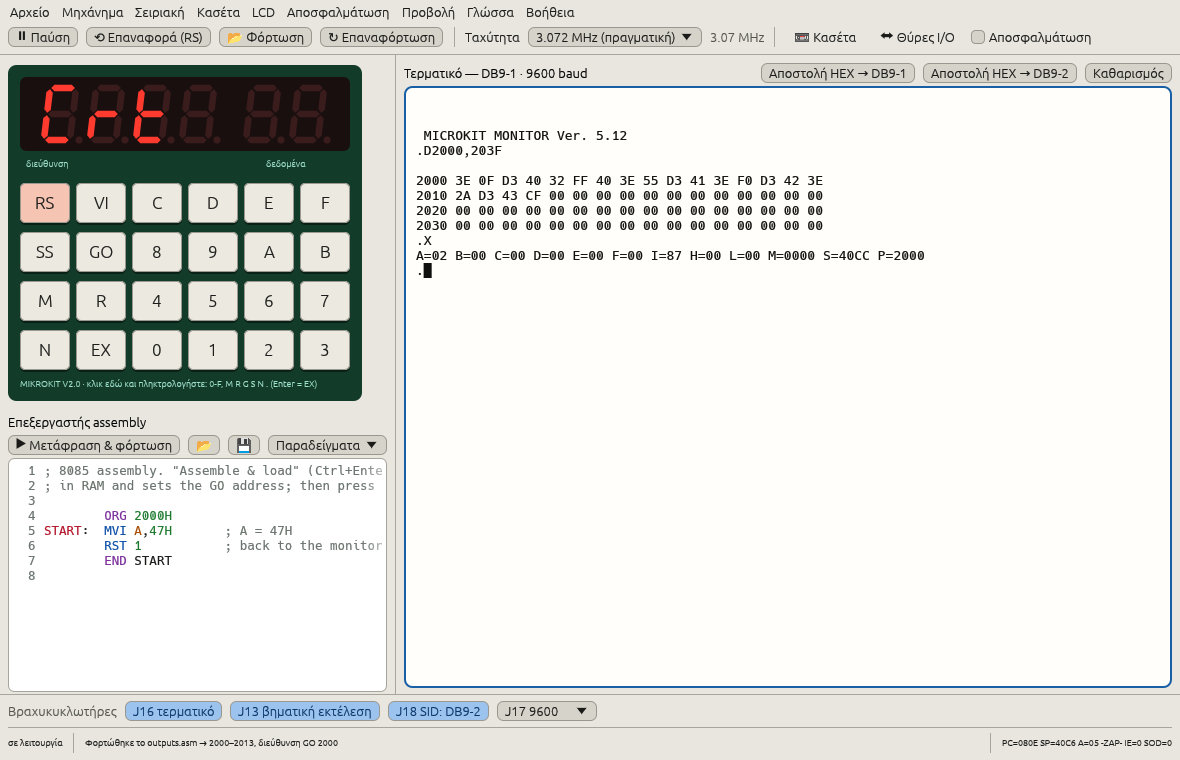 Αρχείο Μηχάνημα Σειριακή Κασέτα LCD Αποσφαλμάτωση Προβολή Γλώσσα Βοήθεια
Παύση Επαναφορά (RS) Φόρτωση Επαναφόρτωση Ταχύτητα 3.072 MHz (πραγματική) 3.07 MHz Κασέτα Θύρες I/O Αποσφαλμάτωση
Crt
διεύθυνση δεδομένα
RS VI C D E F
SS GO 8 9 A B
M R 4 5 6 7
N EX 0 1 2 3
MIKROKIT V2.0 · κλικ εδώ και πληκτρολογήστε: 0-F, M R G S N . (Enter = EX)
Επεξεργαστής assembly
Μετάφραση & φόρτωση Παραδείγματα
1 ; 8085 assembly. "Assemble & load" (Ctrl+Ente
2 ; in RAM and sets the GO address; then press
3
4 ORG 2000H
5 START: MVI A,47H ; A = 47H
6 RST 1 ; back to the monitor
7 END START
8
Τερματικό — DB9-1 · 9600 baud Αποστολή HEX → DB9-1 Αποστολή HEX → DB9-2 Καθαρισμός
MICROKIT MONITOR Ver. 5.12
.D2000,203F
2000 3E 0F D3 40 32 FF 40 3E 55 D3 41 3E F0 D3 42 3E
2010 2A D3 43 CF 00 00 00 00 00 00 00 00 00 00 00 00
2020 00 00 00 00 00 00 00 00 00 00 00 00 00 00 00 00
2030 00 00 00 00 00 00 00 00 00 00 00 00 00 00 00 00
.X
A=02 B=00 C=00 D=00 E=00 F=00 I=87 H=00 L=00 M=0000 S=40CC P=2000
.
Βραχυκυκλωτήρες J16 τερματικό J13 βηματική εκτέλεση J18 SID: DB9-2 J17 9600
σε λειτουργία Φορτώθηκε το outputs.asm → 2000–2013, διεύθυνση GO 2000 PC=080E SP=40C6 A=05 -ZAP- IE=0 SOD=0